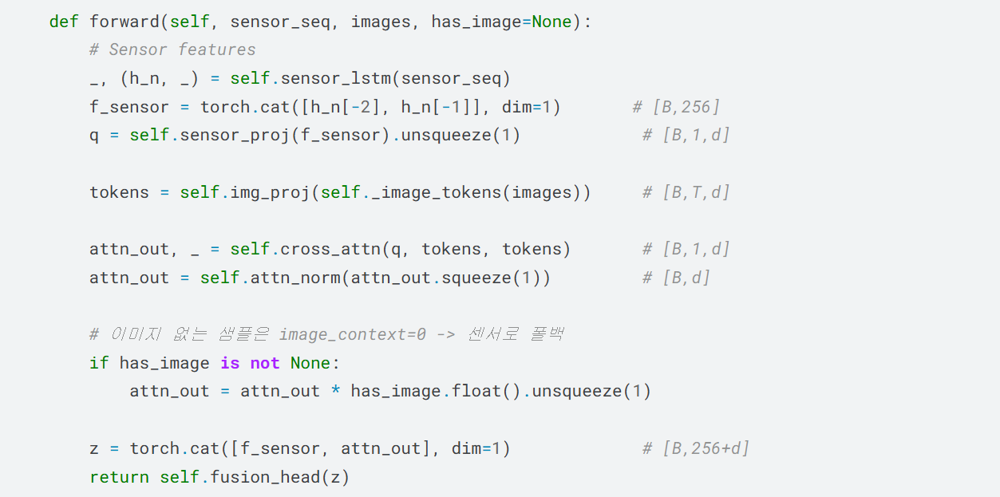 def forward(self, sensor_seq, images, has_image=None):
# Sensor features
_, (h_n, _) = self.sensor_lstm(sensor_seq)
f_sensor = torch.cat([h_n[-2], h_n[-1]], dim=1) # [B,256]
q = self.sensor_proj(f_sensor).unsqueeze(1) # [B,1,d]
tokens = self.img_proj(self._image_tokens(images)) # [B,T,d]
attn_out, _ = self.cross_attn(q, tokens, tokens) # [B,1,d]
attn_out = self.attn_norm(attn_out.squeeze(1)) # [B,d]
# 이미지 없는 샘플은 image_context=0 -> 센서로 폴백
if has_image is not None:
attn_out = attn_out * has_image.float().unsqueeze(1)
z = torch.cat([f_sensor, attn_out], dim=1) # [B,256+d]
return self.fusion_head(z)